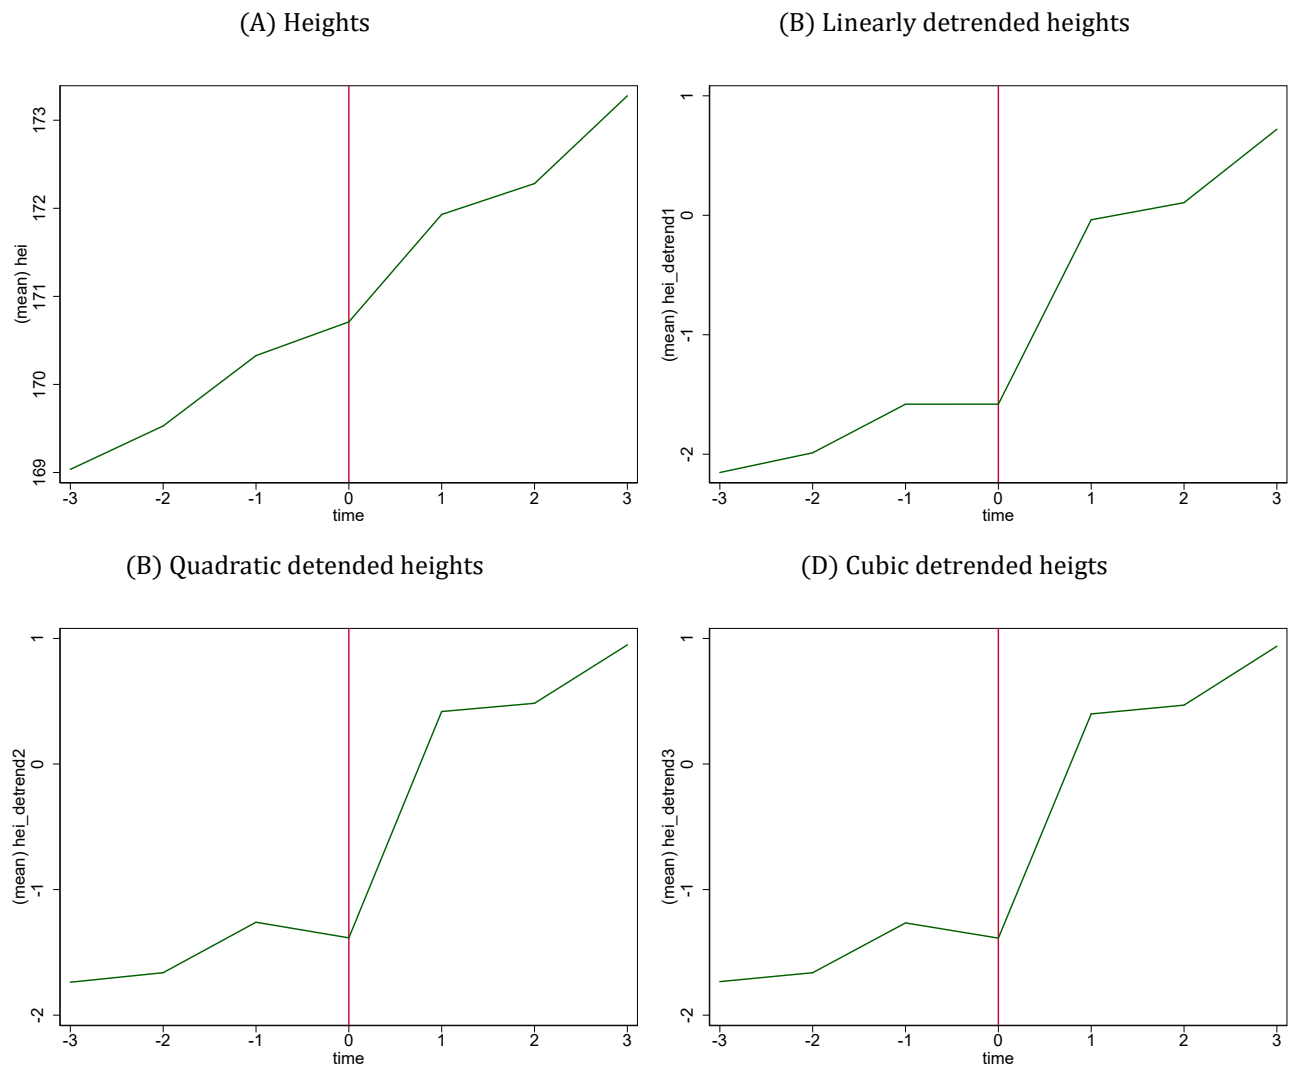 (A) Heights
(mean) hei
173
172
171
170
169
-3 -2 -1 0 1 2 3
time
(B) Linearly detrended heights
(mean) hei_detrend1
1
0
-1
-2
-3 -2 -1 0 1 2 3
time
(B) Quadratic detended heights
(mean) hei_detrend2
1
0
-1
-2
-3 -2 -1 0 1 2 3
time
(D) Cubic detrended heigts
(mean) hei_detrend3
1
0
-1
-2
-3 -2 -1 0 1 2 3
time